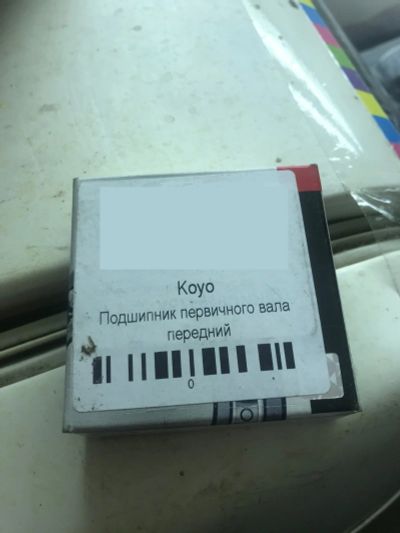 Koyo
Подшипник первичного вала
передний
0